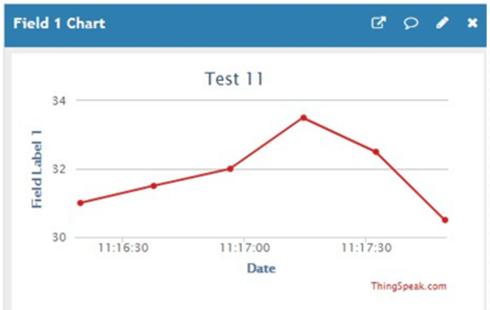 Field 1 Chart
Test 11
34
32
30
Field Label 1
11:16:30 11:17:00 11:17:30
Date
ThingSpeak.com